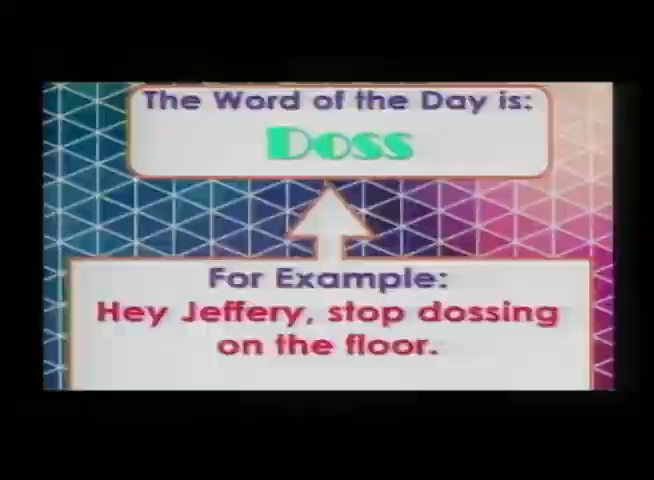 The Word of the Day is:
Doss
For Example:
Hey Jeffery, stop dossing
on the floor.